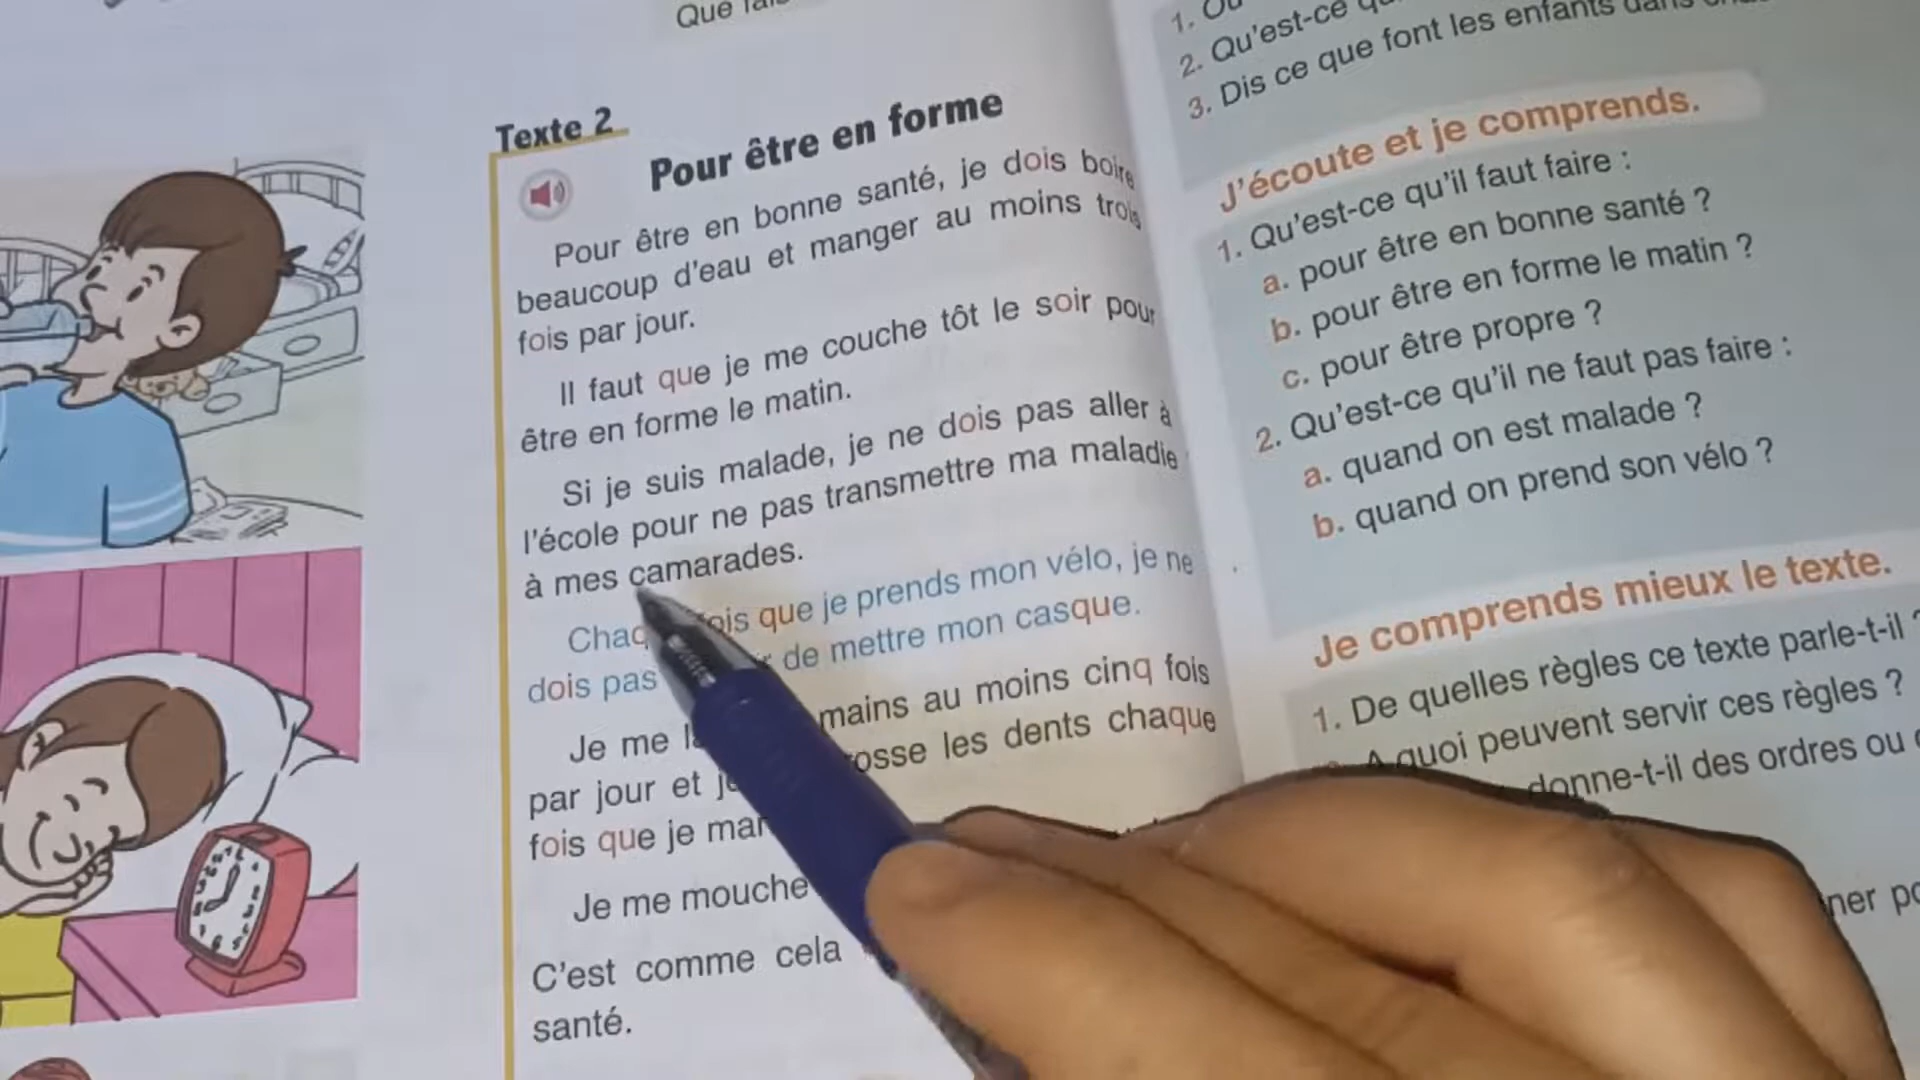 Que
Texte 2
Pour être en forme
Pour être en bonne santé, je dois boire
beaucoup d'eau et manger au moins trois
fois par jour.
Il faut que je me couche tôt le soir pour
être en forme le matin.
Si je suis malade, je ne dois pas aller à
l'école pour ne pas transmettre ma maladie
à mes camarades.
que je prends mon vélo, je ne
dois pas de mettre mon casque.
Je me mains au moins cinq fois
par jour et les dents chaque
fois que je
Je me mouche
C'est comme cela
santé.
1.
2. Qu'est-ce
3. Dis ce que font les enfants
J'écoute et je comprends.
1. Qu'est-ce qu'il faut faire :
a. pour être en bonne santé ?
b. pour être en forme le matin ?
c. pour être propre ?
2. Qu'est-ce qu'il ne faut pas faire :
a. quand on est malade ?
b. quand on prend son vélo ?
Je comprends mieux le texte.
1. De quelles règles ce texte parle-t-il ?
A quoi peuvent servir ces règles ?
donne-t-il des ordres ou